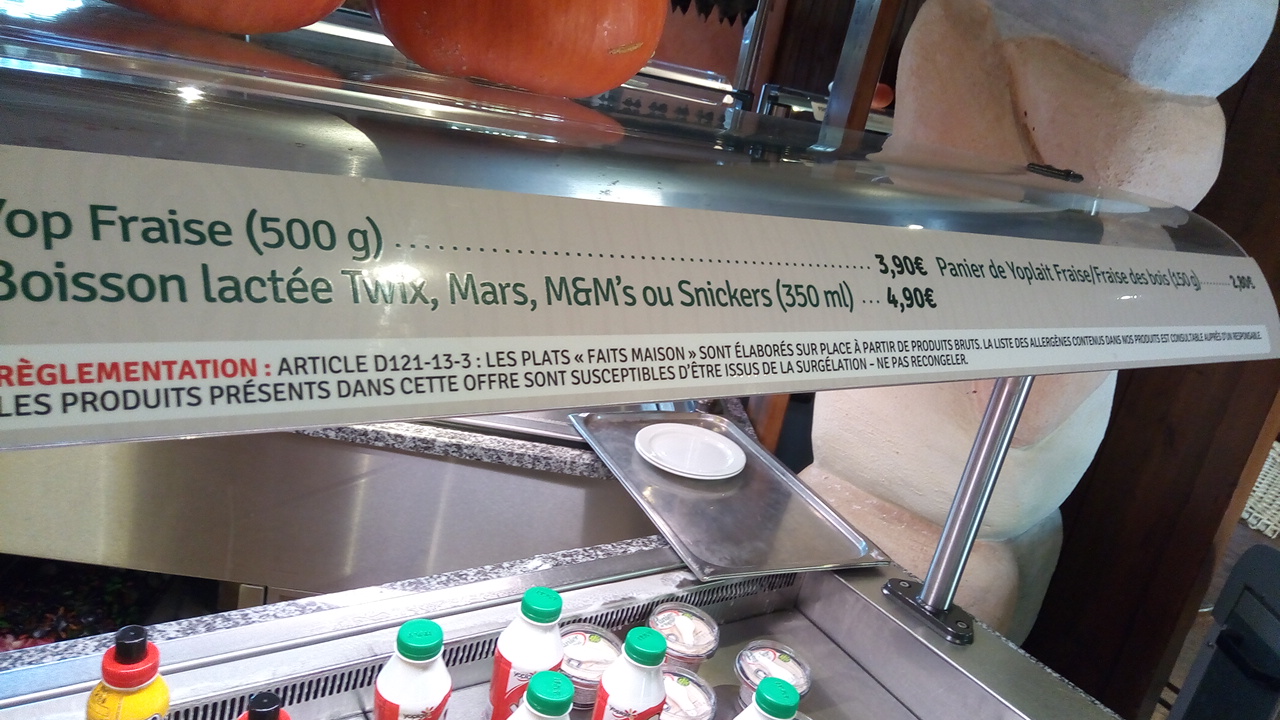 Yop Fraise (500 g) ........ 3,90€ Panier de Yoplait Fraise/Fraise des bois (150 g) ........ 2,90€
Boisson lactée Twix, Mars, M&M's ou Snickers (350 ml) ... 4,90€
RÈGLEMENTATION : ARTICLE D121-13-3 : LES PLATS « FAITS MAISON » SONT ÉLABORÉS SUR PLACE À PARTIR DE PRODUITS BRUTS. LA LISTE DES ALLERGÈNES CONTENUS DANS NOS PRODUITS EST CONSULTABLE AUPRÈS D'UN RESPONSABLE.
LES PRODUITS PRÉSENTS DANS CETTE OFFRE SONT SUSCEPTIBLES D'ÊTRE ISSUS DE LA SURGÉLATION - NE PAS RECONGELER.